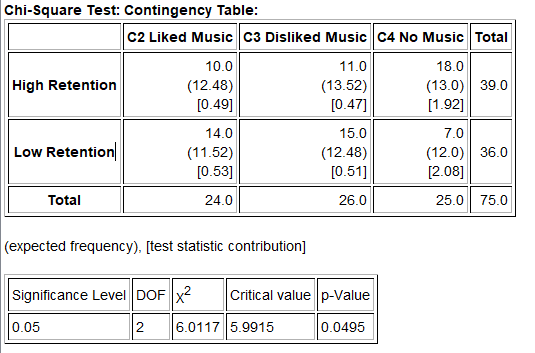 Chi-Square Test: Contingency Table:
C2 Liked Music C3 Disliked Music C4 No Music Total
10.0 11.0 18.0
High Retention (12.48) (13.52) (13.0) 39.0
[0.49] [0.47] [1.92]
14.0 15.0 7.0
Low Retention (11.52) (12.48) (12.0) 36.0
[0.53] [0.51] [2.08]
Total 24.0 26.0 25.0 75.0
(expected frequency), [test statistic contribution]
Significance Level DOF χ2 Critical value p-Value
0.05 2 6.0117 5.9915 0.0495